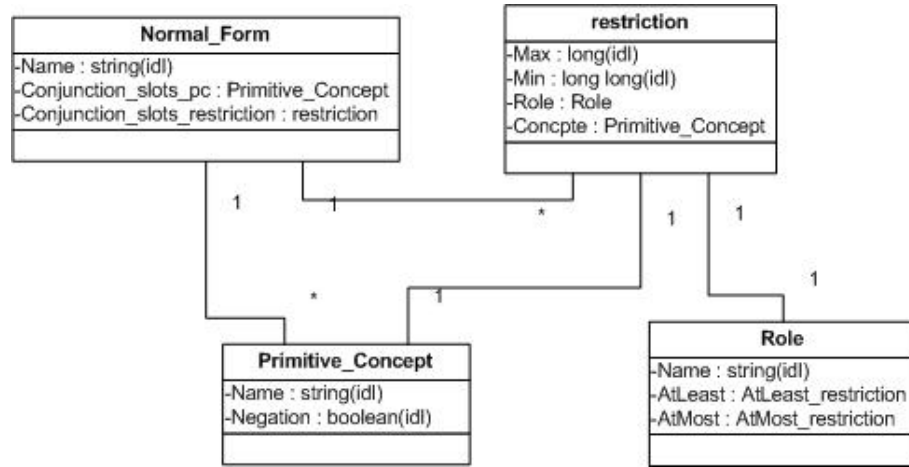 Normal_Form
-Name : string(idl)
-Conjunction_slots_pc : Primitive_Concept
-Conjunction_slots_restriction : restriction
restriction
-Max : long(idl)
-Min : long long(idl)
-Role : Role
-Concpte : Primitive_Concept
1
1
*
1
1
*
1
1
Primitive_Concept
-Name : string(idl)
-Negation : boolean(idl)
Role
-Name : string(idl)
-AtLeast : AtLeast_restriction
-AtMost : AtMost_restriction